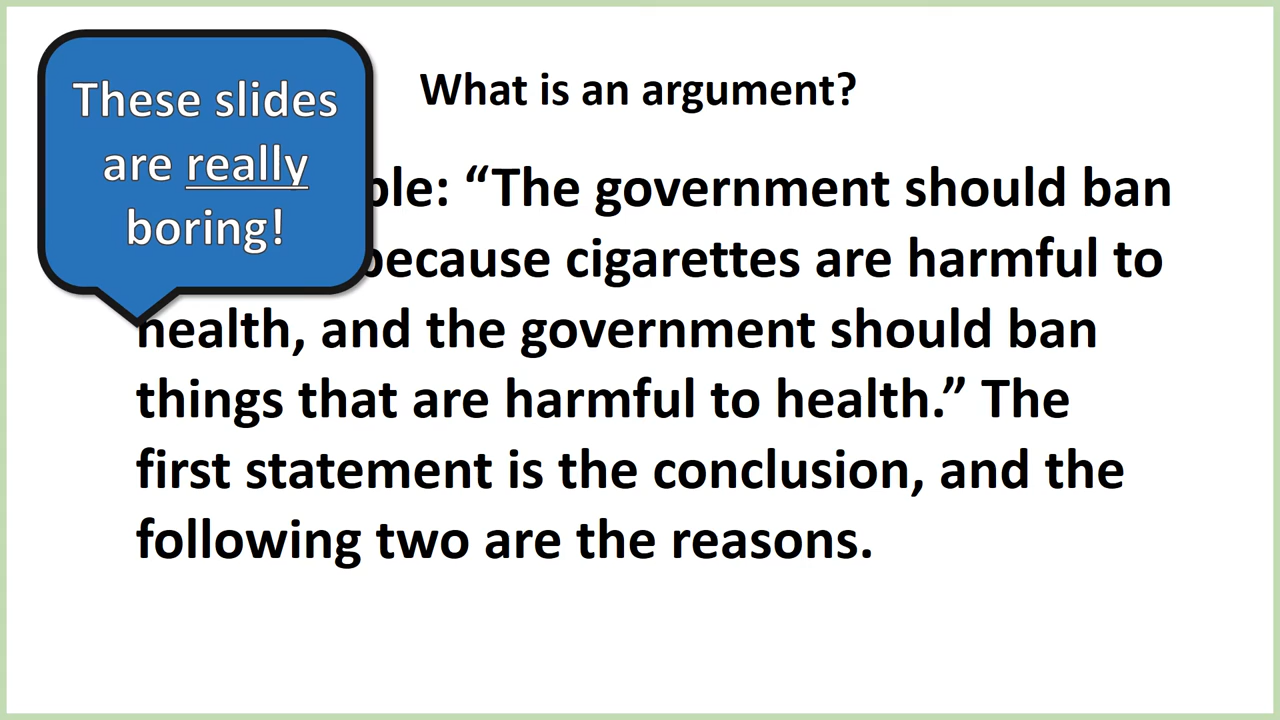 These slides
are really
boring!
What is an argument?
ble: “The government should ban
because cigarettes are harmful to
health, and the government should ban
things that are harmful to health.” The
first statement is the conclusion, and the
following two are the reasons.